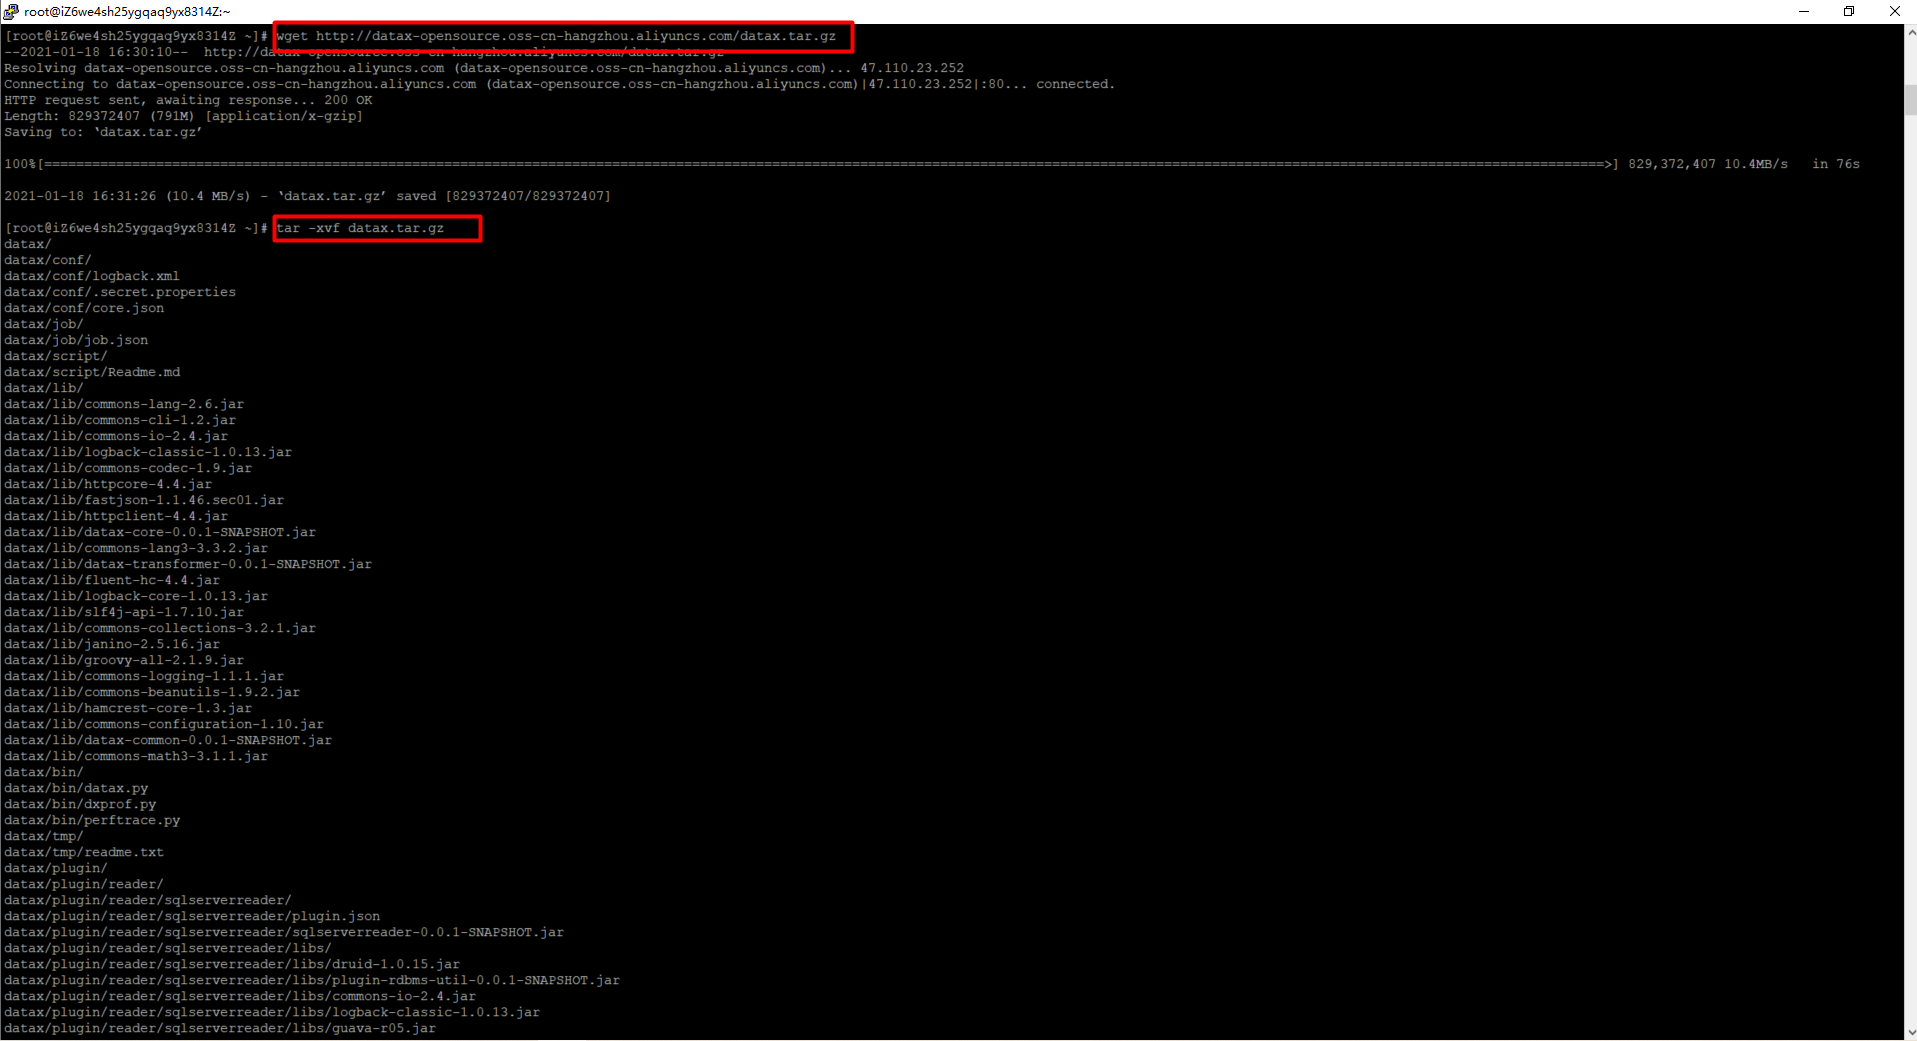 root@iZ6we4sh25ygqaq9yx8314Z:~
[root@iZ6we4sh25ygqaq9yx8314Z ~]# wget http://datax-opensource.oss-cn-hangzhou.aliyuncs.com/datax.tar.gz
--2021-01-18 16:30:10--  http://datax-opensource.oss-cn-hangzhou.aliyuncs.com/datax.tar.gz
Resolving datax-opensource.oss-cn-hangzhou.aliyuncs.com (datax-opensource.oss-cn-hangzhou.aliyuncs.com)... 47.110.23.252
Connecting to datax-opensource.oss-cn-hangzhou.aliyuncs.com (datax-opensource.oss-cn-hangzhou.aliyuncs.com)|47.110.23.252|:80... connected.
HTTP request sent, awaiting response... 200 OK
Length: 829372407 (791M) [application/x-gzip]
Saving to: ‘datax.tar.gz’
100%[===================================================================================================================================================================================================>] 829,372,407 10.4MB/s   in 76s
2021-01-18 16:31:26 (10.4 MB/s) - ‘datax.tar.gz’ saved [829372407/829372407]
[root@iZ6we4sh25ygqaq9yx8314Z ~]# tar -xvf datax.tar.gz
datax/
datax/conf/
datax/conf/logback.xml
datax/conf/.secret.properties
datax/conf/core.json
datax/job/
datax/job/job.json
datax/script/
datax/script/Readme.md
datax/lib/
datax/lib/commons-lang-2.6.jar
datax/lib/commons-cli-1.2.jar
datax/lib/commons-io-2.4.jar
datax/lib/logback-classic-1.0.13.jar
datax/lib/commons-codec-1.9.jar
datax/lib/httpcore-4.4.jar
datax/lib/fastjson-1.1.46.sec01.jar
datax/lib/httpclient-4.4.jar
datax/lib/datax-core-0.0.1-SNAPSHOT.jar
datax/lib/commons-lang3-3.3.2.jar
datax/lib/datax-transformer-0.0.1-SNAPSHOT.jar
datax/lib/fluent-hc-4.4.jar
datax/lib/logback-core-1.0.13.jar
datax/lib/slf4j-api-1.7.10.jar
datax/lib/commons-collections-3.2.1.jar
datax/lib/janino-2.5.16.jar
datax/lib/groovy-all-2.1.9.jar
datax/lib/commons-logging-1.1.1.jar
datax/lib/commons-beanutils-1.9.2.jar
datax/lib/hamcrest-core-1.3.jar
datax/lib/commons-configuration-1.10.jar
datax/lib/datax-common-0.0.1-SNAPSHOT.jar
datax/lib/commons-math3-3.1.1.jar
datax/bin/
datax/bin/datax.py
datax/bin/dxprof.py
datax/bin/perftrace.py
datax/tmp/
datax/tmp/readme.txt
datax/plugin/
datax/plugin/reader/
datax/plugin/reader/sqlserverreader/
datax/plugin/reader/sqlserverreader/plugin.json
datax/plugin/reader/sqlserverreader/sqlserverreader-0.0.1-SNAPSHOT.jar
datax/plugin/reader/sqlserverreader/libs/
datax/plugin/reader/sqlserverreader/libs/druid-1.0.15.jar
datax/plugin/reader/sqlserverreader/libs/plugin-rdbms-util-0.0.1-SNAPSHOT.jar
datax/plugin/reader/sqlserverreader/libs/commons-io-2.4.jar
datax/plugin/reader/sqlserverreader/libs/logback-classic-1.0.13.jar
datax/plugin/reader/sqlserverreader/libs/guava-r05.jar